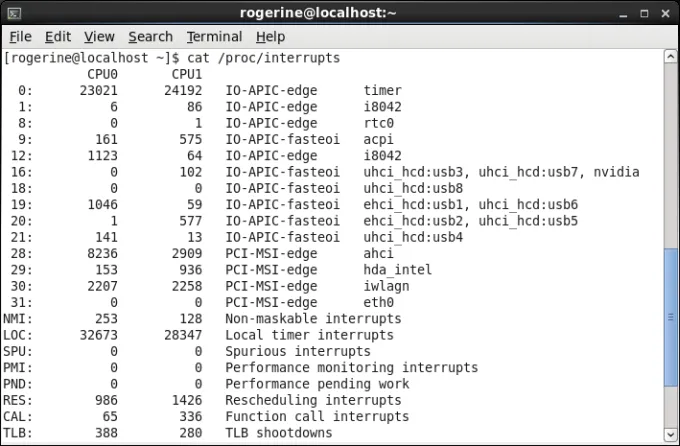 rogerine@localhost:~
File Edit View Search Terminal Help
[rogerine@localhost ~]$ cat /proc/interrupts
           CPU0       CPU1
  0:      23021      24192   IO-APIC-edge      timer
  1:          6         86   IO-APIC-edge      i8042
  8:          0          1   IO-APIC-edge      rtc0
  9:        161        575   IO-APIC-fasteoi   acpi
 12:       1123         64   IO-APIC-edge      i8042
 16:          0        102   IO-APIC-fasteoi   uhci_hcd:usb3, uhci_hcd:usb7, nvidia
 18:          0          0   IO-APIC-fasteoi   uhci_hcd:usb8
 19:       1046         59   IO-APIC-fasteoi   ehci_hcd:usb1, uhci_hcd:usb6
 20:          1        577   IO-APIC-fasteoi   ehci_hcd:usb2, uhci_hcd:usb5
 21:        141         13   IO-APIC-fasteoi   uhci_hcd:usb4
 28:       8236       2909   PCI-MSI-edge      ahci
 29:        153        936   PCI-MSI-edge      hda_intel
 30:       2207       2258   PCI-MSI-edge      iwlagn
 31:          0          0   PCI-MSI-edge      eth0
NMI:        253        128   Non-maskable interrupts
LOC:      32673      28347   Local timer interrupts
SPU:          0          0   Spurious interrupts
PMI:          0          0   Performance monitoring interrupts
PND:          0          0   Performance pending work
RES:        986       1426   Rescheduling interrupts
CAL:         65        336   Function call interrupts
TLB:        388        280   TLB shootdowns